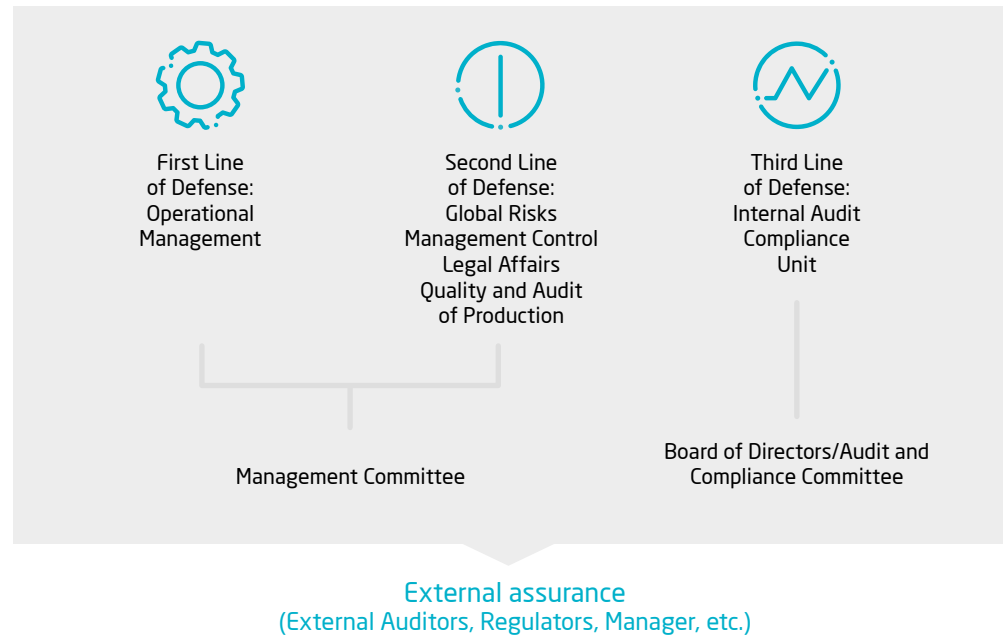 First Line
of Defense:
Operational
Management
Second Line
of Defense:
Global Risks
Management Control
Legal Affairs
Quality and Audit
of Production
Third Line
of Defense:
Internal Audit
Compliance
Unit
Management Committee
Board of Directors/Audit and
Compliance Committee
External assurance
(External Auditors, Regulators, Manager, etc.)